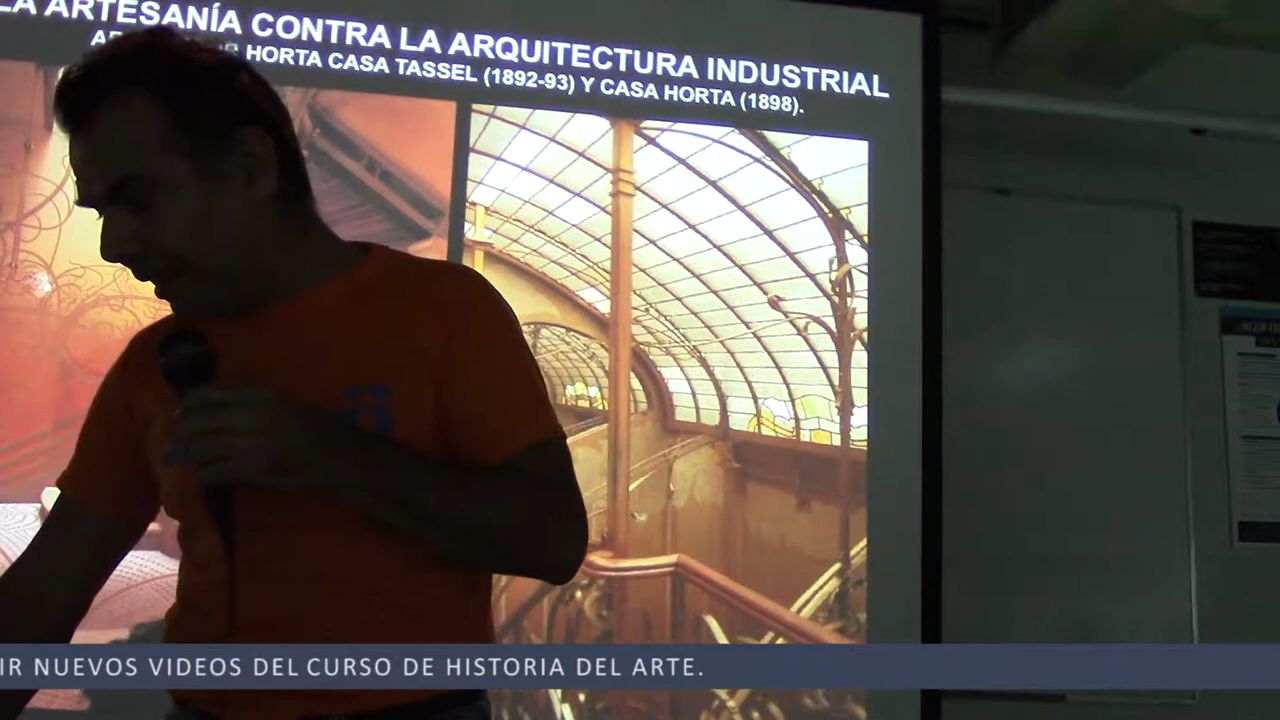 LA ARTESANÍA CONTRA LA ARQUITECTURA INDUSTRIAL
HORTA CASA TASSEL (1892-93) Y CASA HORTA (1898).
IR NUEVOS VIDEOS DEL CURSO DE HISTORIA DEL ARTE.